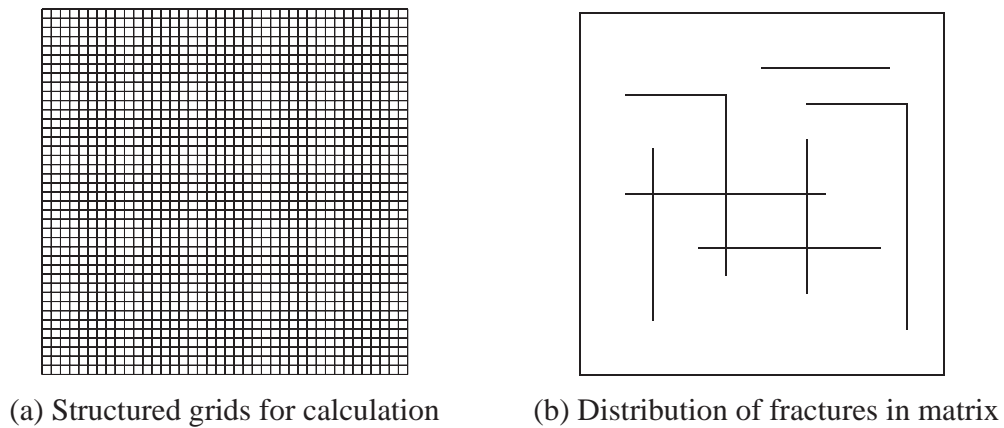 (a) Structured grids for calculation
(b) Distribution of fractures in matrix